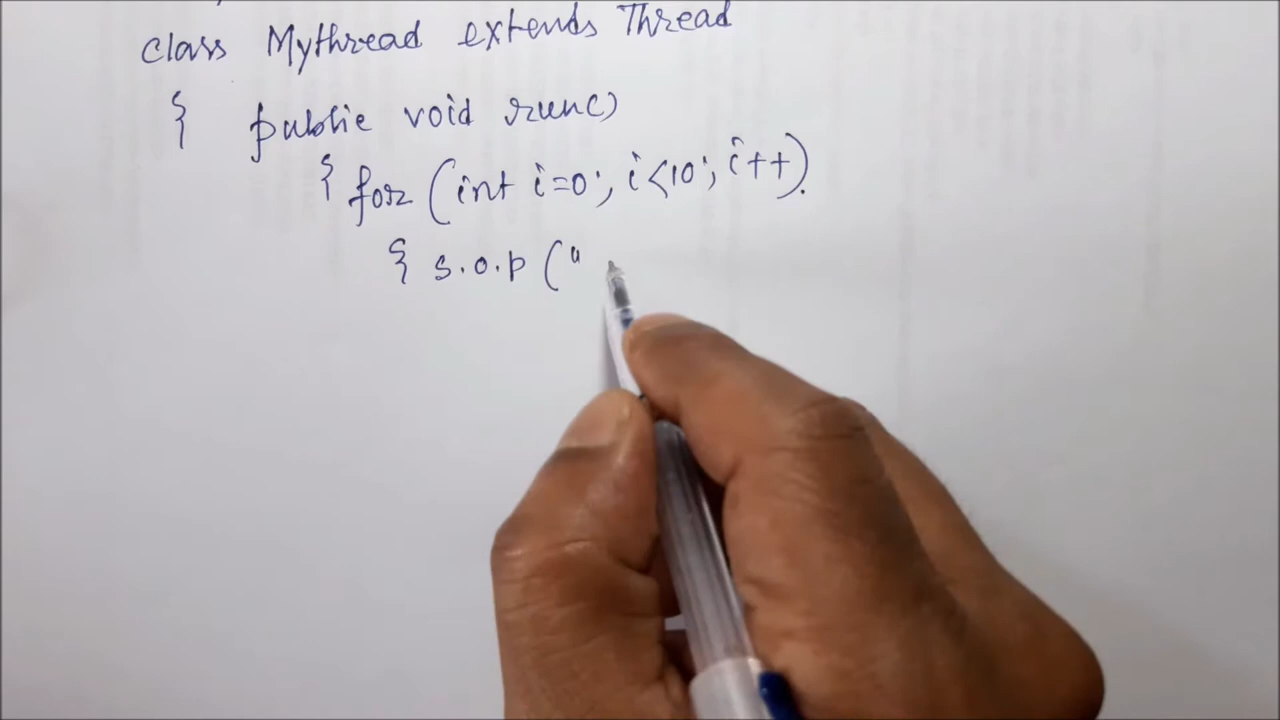 class Mythread extends Thread
{ public void run()
{ for (int i=0; i<10; i++)
{ s.o.p ("